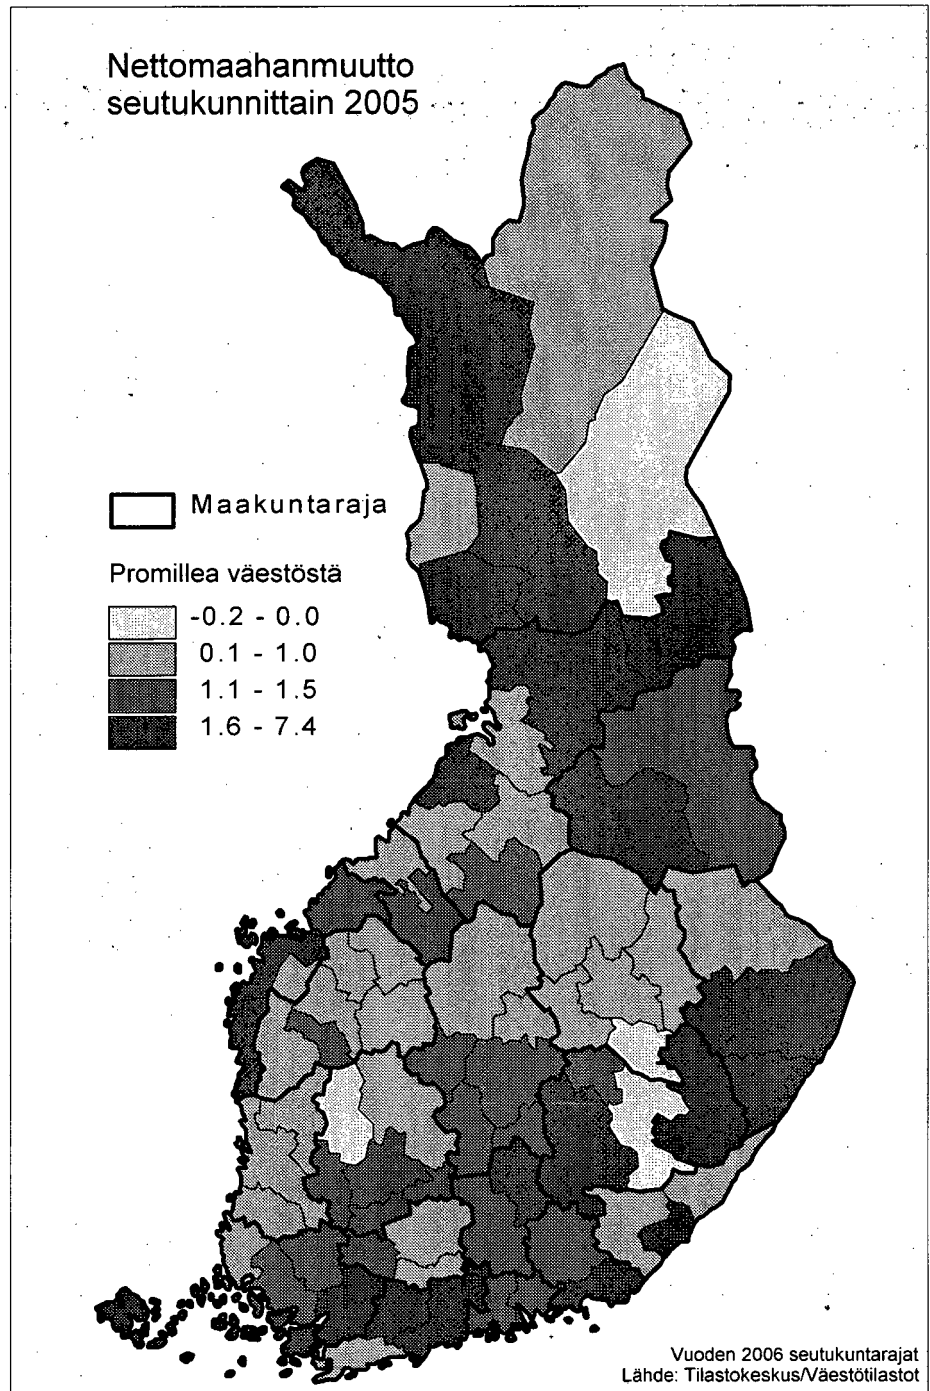 Nettomaahanmuutto
seutukunnittain 2005
Maakuntaraja
Promillea väestöstä
-0.2 - 0.0
0.1 - 1.0
1.1 - 1.5
1.6 - 7.4
Vuoden 2006 seutukuntarajat
Lähde: Tilastokeskus/Väestötilastot